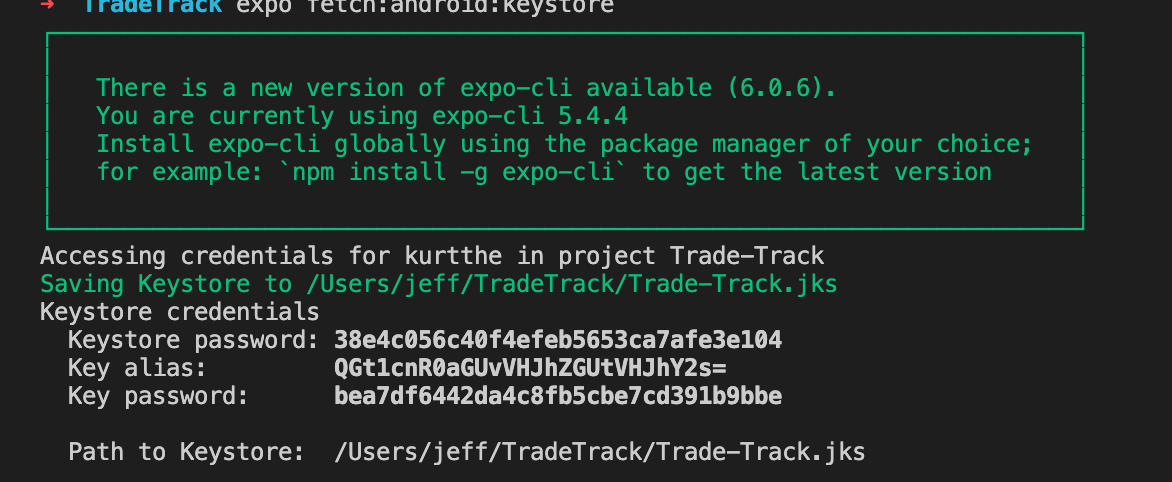 → TradeTrack expo fetch:android:keystore
There is a new version of expo-cli available (6.0.6).
You are currently using expo-cli 5.4.4
Install expo-cli globally using the package manager of your choice;
for example: `npm install -g expo-cli` to get the latest version
Accessing credentials for kurtthe in project Trade-Track
Saving Keystore to /Users/jeff/TradeTrack/Trade-Track.jks
Keystore credentials
Keystore password: 38e4c056c40f4efeb5653ca7afe3e104
Key alias: QGt1cnR0aGUvVHJhZGUtVHJhY2s=
Key password: bea7df6442da4c8fb5cbe7cd391b9bbe
Path to Keystore: /Users/jeff/TradeTrack/Trade-Track.jks